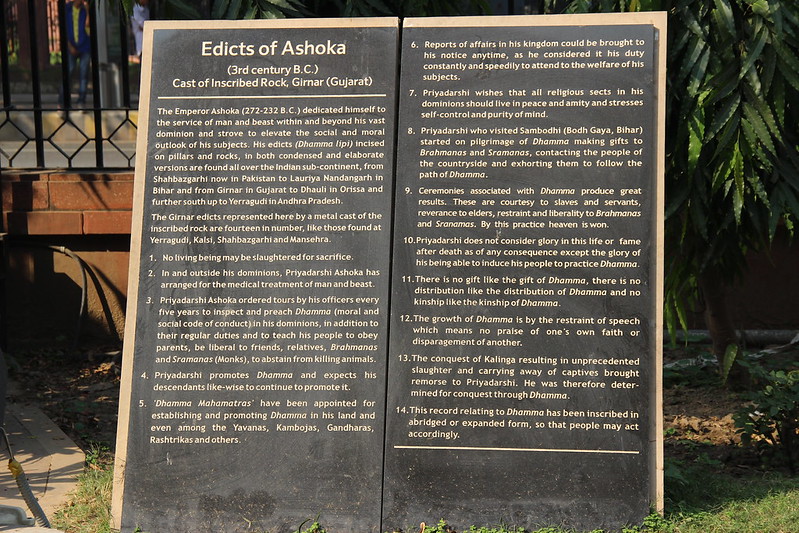 Edicts of Ashoka
(3rd century B.C.)
Cast of Inscribed Rock, Girnar (Gujarat)
The Emperor Ashoka (272-232 B.C.) dedicated himself to
the service of man and beast within and beyond his vast
dominion and strove to elevate the social and moral
outlook of his subjects. His edicts (Dhamma lipi) incised
on pillars and rocks, in both condensed and elaborate
versions are found all over the Indian sub-continent, from
Shahbazgarhi now in Pakistan to Lauriya Nandangarh in
Bihar and from Girnar in Gujarat to Dhauli in Orissa and
further south up to Yerragudi in Andhra Pradesh.
The Girnar edicts represented here by a metal cast of the
inscribed rock are fourteen in number, like those found at
Yerragudi, Kalsi, Shahbazgarhi and Mansehra.
1. No living being may be slaughtered for sacrifice.
2. In and outside his dominions, Priyadarshi Ashoka has
arranged for the medical treatment of man and beast.
3 Priyadarshi Ashoka ordered tours by his officers every
five years to inspect and preach Dhamma (moral and
social code of conduct) in his dominions, in addition to
their regular duties and to teach his people to obey
parents, be liberal to friends, relatives, Brahmanas
and Sramanas (Monks), to abstain from killing animals.
4. Priyadarshi promotes Dhamma and expects his
descendants like-wise to continue to promote it.
5. 'Dhamma Mahamatras' have been appointed for
establishing and promoting Dhamma in his land and
even among the Yavanas, Kambojas, Gandharas,
Rashtrikas and others.
6. Reports of affairs in his kingdom could be brought to
his notice anytime, as he considered it his duty
constantly and speedily to attend to the welfare of his
subjects.
7. Priyadarshi wishes that all religious sects in his
dominions should live in peace and amity and stresses
self-control and purity of mind.
8 Priyadarshi who visited Sambodhi (Bodh Gaya, Bihar)
started on pilgrimage of Dhamma making gifts to
Brahmanas and Sramanas, contacting the people of
the countryside and exhorting them to follow the
path of Dhamma.
9. Ceremonies associated with Dhamma produce great
results. These are courtesy to slaves and servants,
reverance to elders, restraint and liberality to Brahmanas
and Sranamas. By this practice heaven is won.
10. Priyadarshi does not consider glory in this life or fame
after death as of any consequence except the glory of
his being able to induce his people to practice Dhamma.
11. There is no gift like the gift of Dhamma, there is no
distribution like the distribution of Dhamma and no
kinship like the kinship of Dhamma.
12. The growth of Dhamma is by the restraint of speech
which means no praise of one's own faith or
disparagement of another.
13. The conquest of Kalinga resulting in unprecedented
slaughter and carrying away of captives brought
remorse to Priyadarshi. He was therefore deter-
mined for conquest through Dhamma.
14. This record relating to Dhamma has been inscribed in
abridged or expanded form, so that people may act
accordingly.